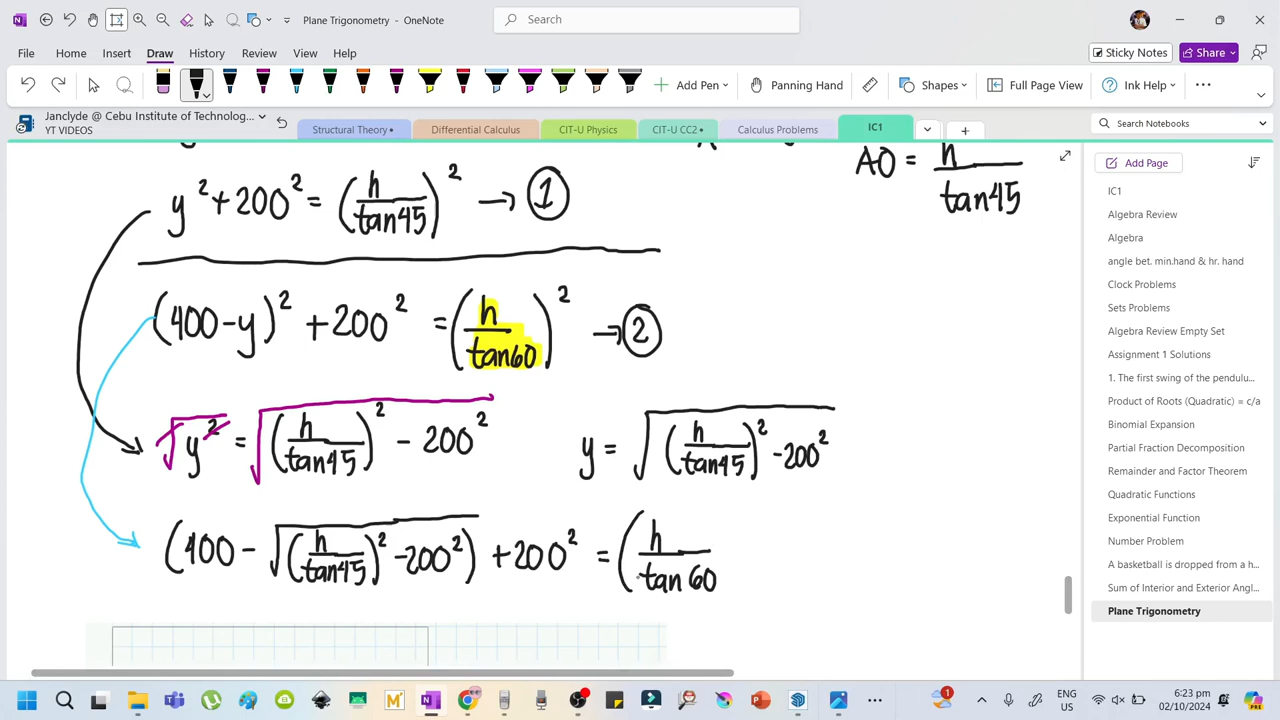 Plane Trigonometry - OneNote
Search
File Home Insert Draw History Review View Help
Sticky Notes
Share
Add Pen
Panning Hand
Shapes
Full Page View
Ink Help
Janclyde @ Cebu Institute of Technolog...
YT VIDEOS
Structural Theory
Differential Calculus
CIT-U Physics
CIT-U CC2
Calculus Problems
IC1
Search Notebooks
Add Page
IC1
Algebra Review
Algebra
angle bet. min.hand & hr. hand
Clock Problems
Sets Problems
Algebra Review Empty Set
Assignment 1 Solutions
1. The first swing of the pendulu...
Product of Roots (Quadratic) = c/a
Binomial Expansion
Partial Fraction Decomposition
Remainder and Factor Theorem
Quadratic Functions
Exponential Function
Number Problem
A basketball is dropped from a h...
Sum of Interior and Exterior Angl...
Plane Trigonometry
AO = h/tan45
y² + 200² = (h/tan45)² → ①
(400 - y)² + 200² = (h/tan60)² → ②
√y² = √(h/tan45)² - 200²
y = √(h/tan45)² - 200²
(400 - √(h/tan45)² - 200²) + 200² = (h/tan60
1
ENG
US
6:23 pm
02/10/2024